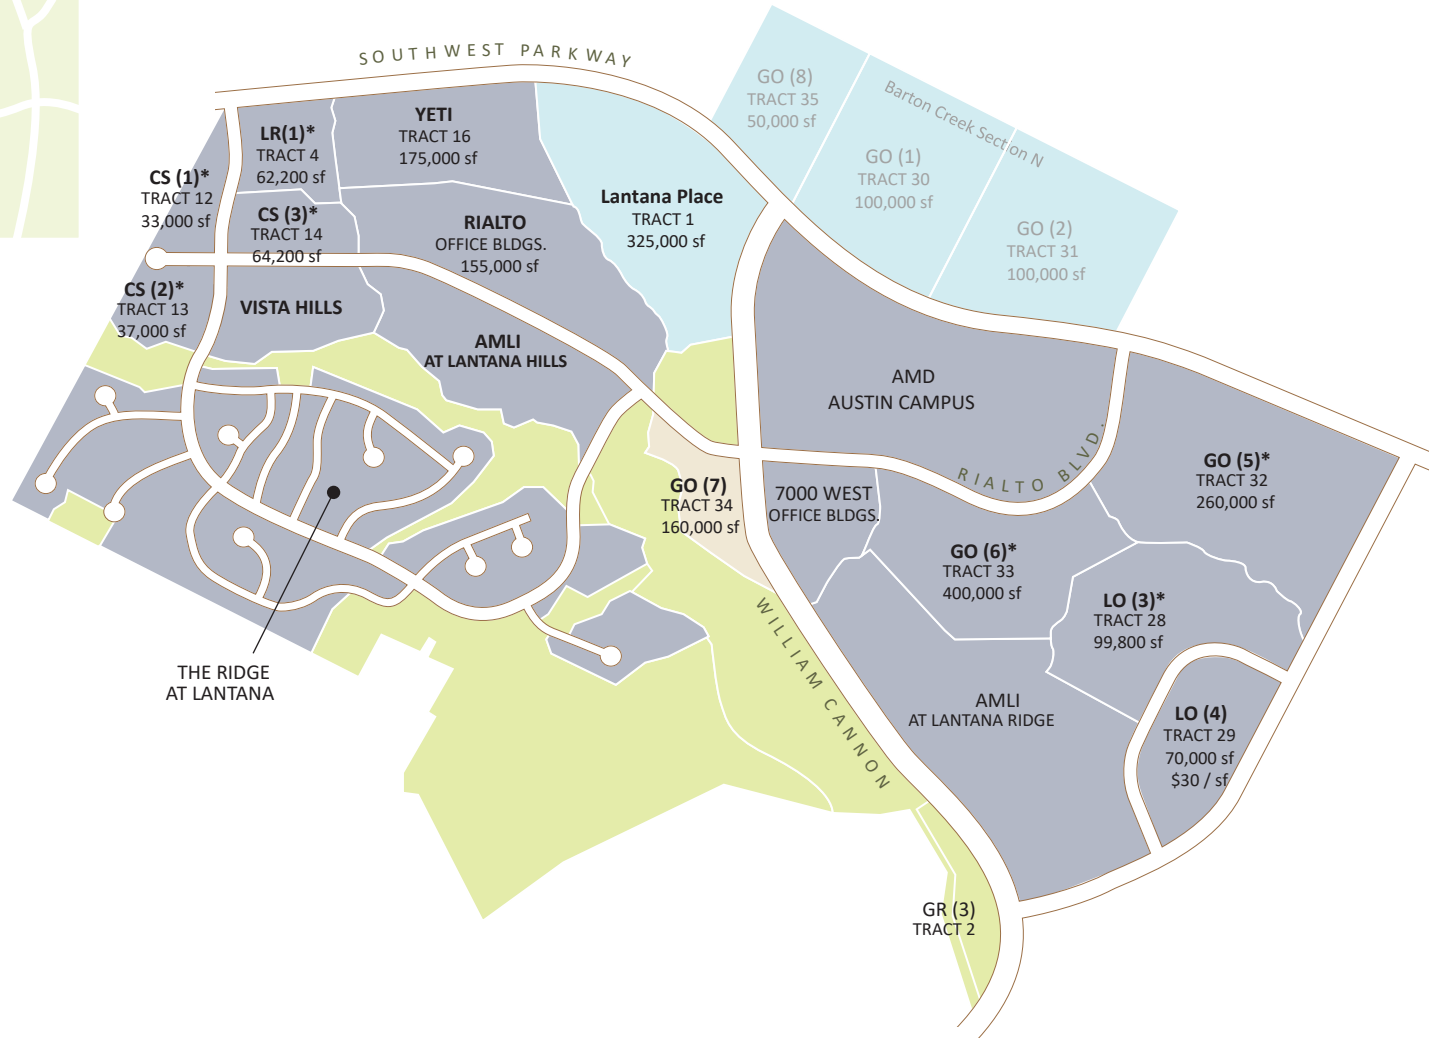 SOUTHWEST PARKWAY
GO (8)
TRACT 35
50,000 sf
Barton Creek Section N
GO (1)
TRACT 30
100,000 sf
GO (2)
TRACT 31
100,000 sf
YETI
TRACT 16
175,000 sf
LR(1)*
TRACT 4
62,200 sf
CS (1)*
TRACT 12
33,000 sf
CS (3)*
TRACT 14
64,200 sf
RIALTO
OFFICE BLDGS.
155,000 sf
Lantana Place
TRACT 1
325,000 sf
CS (2)*
TRACT 13
37,000 sf
VISTA HILLS
AMLI
AT LANTANA HILLS
AMD
AUSTIN CAMPUS
RIALTO BLVD.
GO (5)*
TRACT 32
260,000 sf
GO (7)
TRACT 34
160,000 sf
7000 WEST
OFFICE BLDGS.
GO (6)*
TRACT 33
400,000 sf
LO (3)*
TRACT 28
99,800 sf
WILLIAM CANNON
THE RIDGE
AT LANTANA
AMLI
AT LANTANA RIDGE
LO (4)
TRACT 29
70,000 sf
$30 / sf
GR (3)
TRACT 2